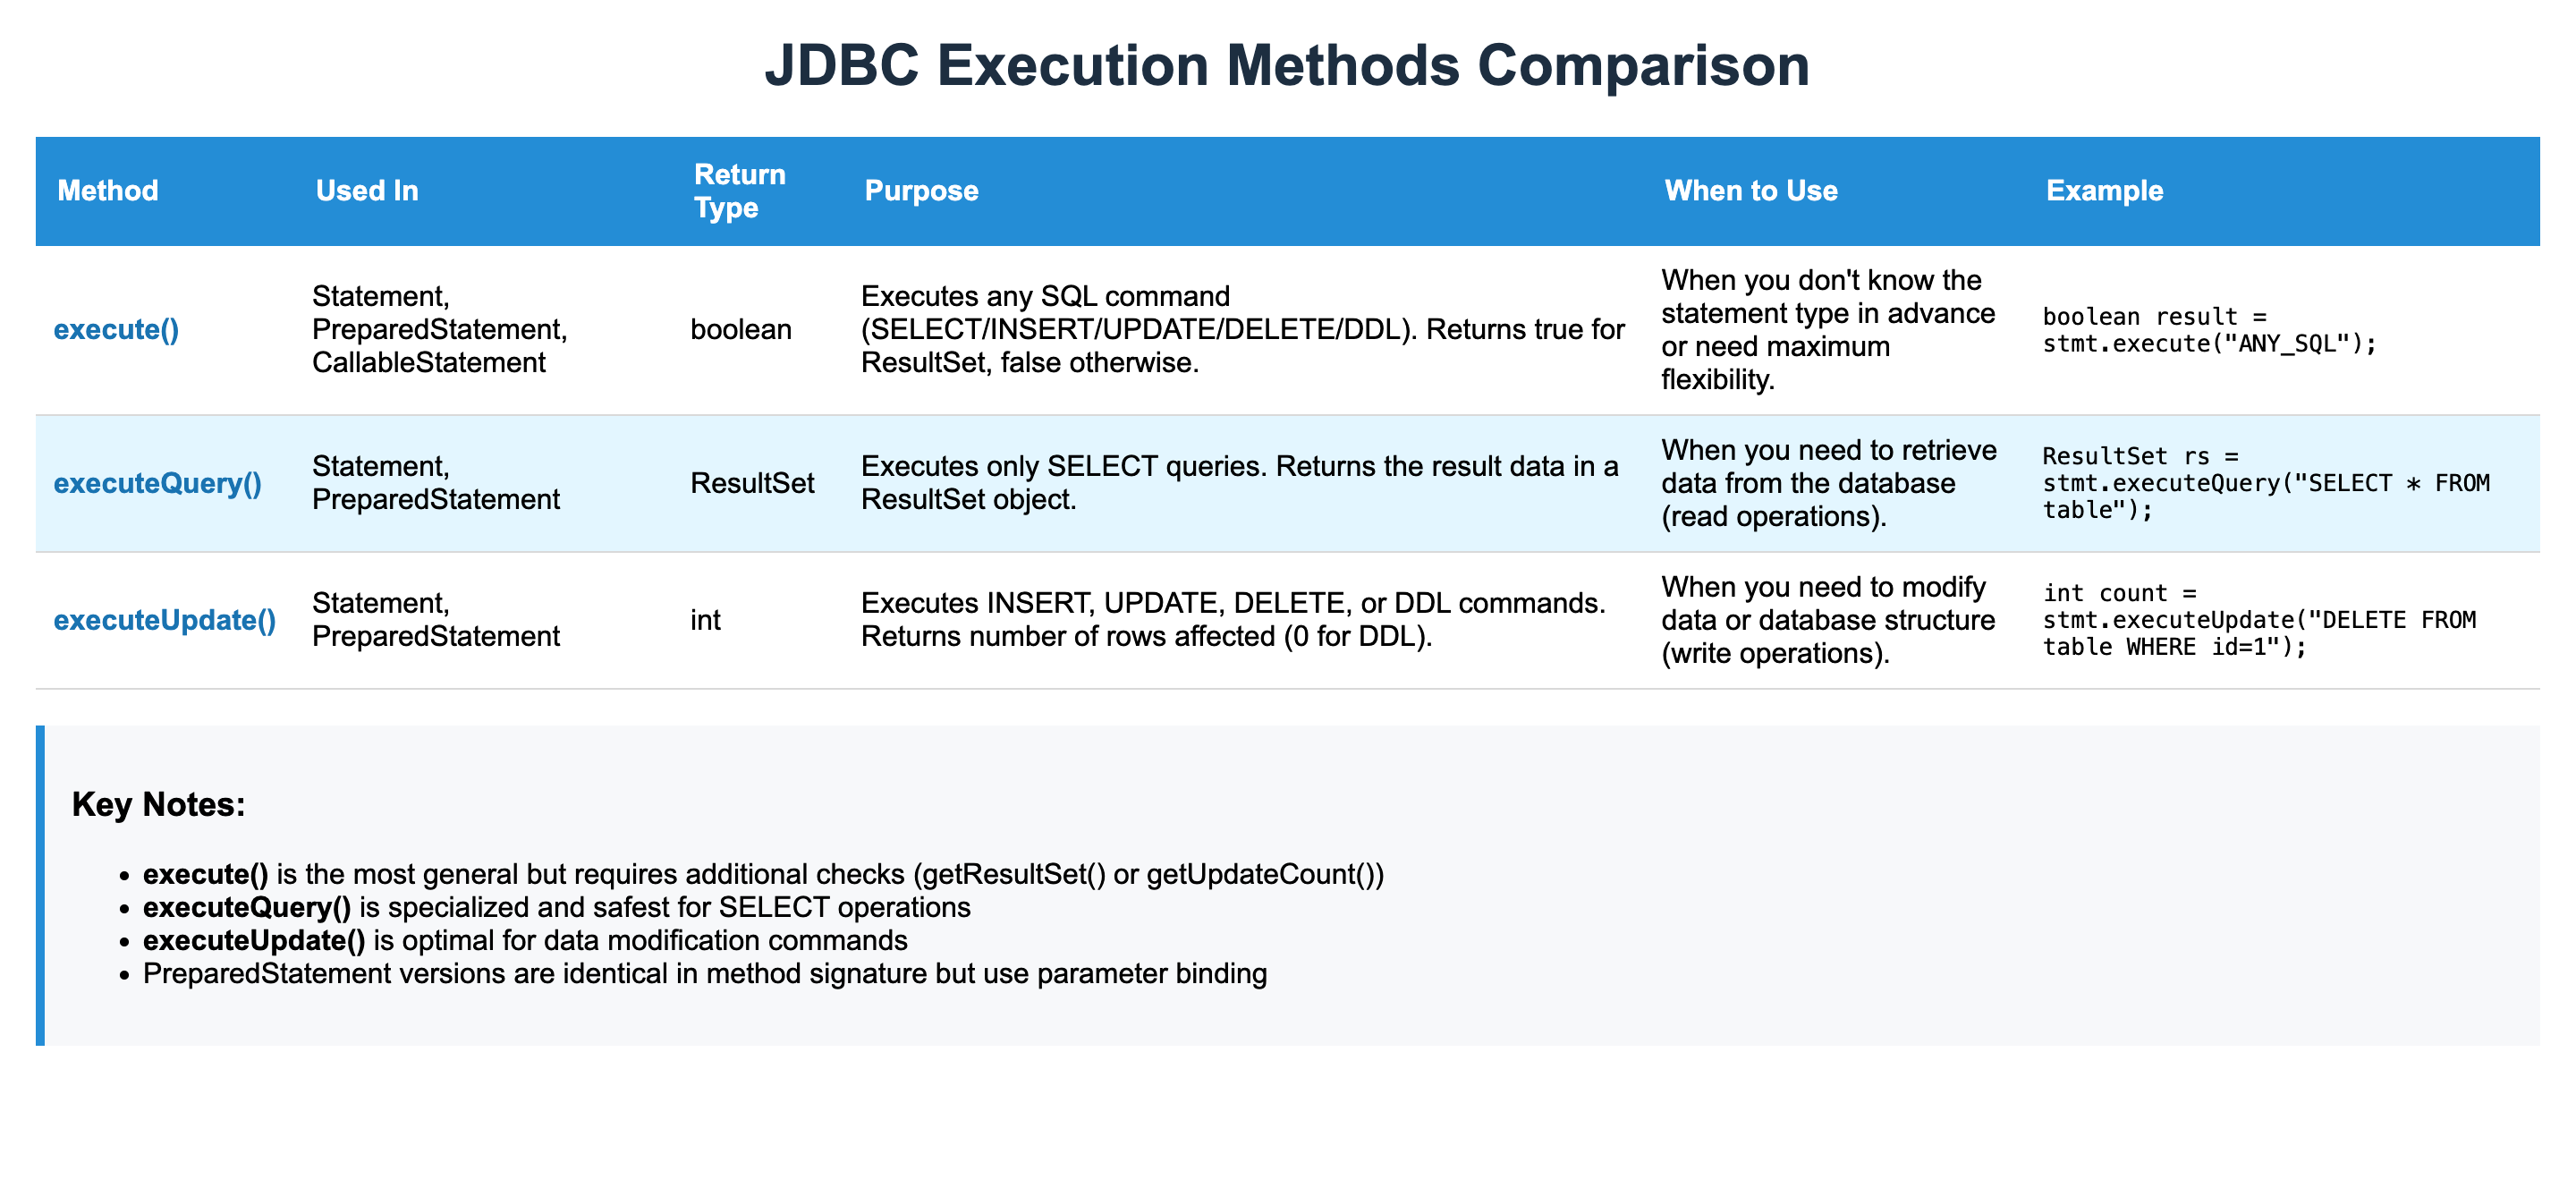 JDBC Execution Methods Comparison
Method
Used In
Return
Type
Purpose
When to Use
Example
execute()
Statement,
PreparedStatement,
CallableStatement
boolean
Executes any SQL command
(SELECT/INSERT/UPDATE/DELETE/DDL). Returns true for
ResultSet, false otherwise.
When you don't know the
statement type in advance
or need maximum
flexibility.
boolean result =
stmt.execute("ANY_SQL");
executeQuery()
Statement,
PreparedStatement
ResultSet
Executes only SELECT queries. Returns the result data in a
ResultSet object.
When you need to retrieve
data from the database
(read operations).
ResultSet rs =
stmt.executeQuery("SELECT * FROM
table");
executeUpdate()
Statement,
PreparedStatement
int
Executes INSERT, UPDATE, DELETE, or DDL commands.
Returns number of rows affected (0 for DDL).
When you need to modify
data or database structure
(write operations).
int count =
stmt.executeUpdate("DELETE FROM
table WHERE id=1");
Key Notes:
• execute() is the most general but requires additional checks (getResultSet() or getUpdateCount())
• executeQuery() is specialized and safest for SELECT operations
• executeUpdate() is optimal for data modification commands
• PreparedStatement versions are identical in method signature but use parameter binding